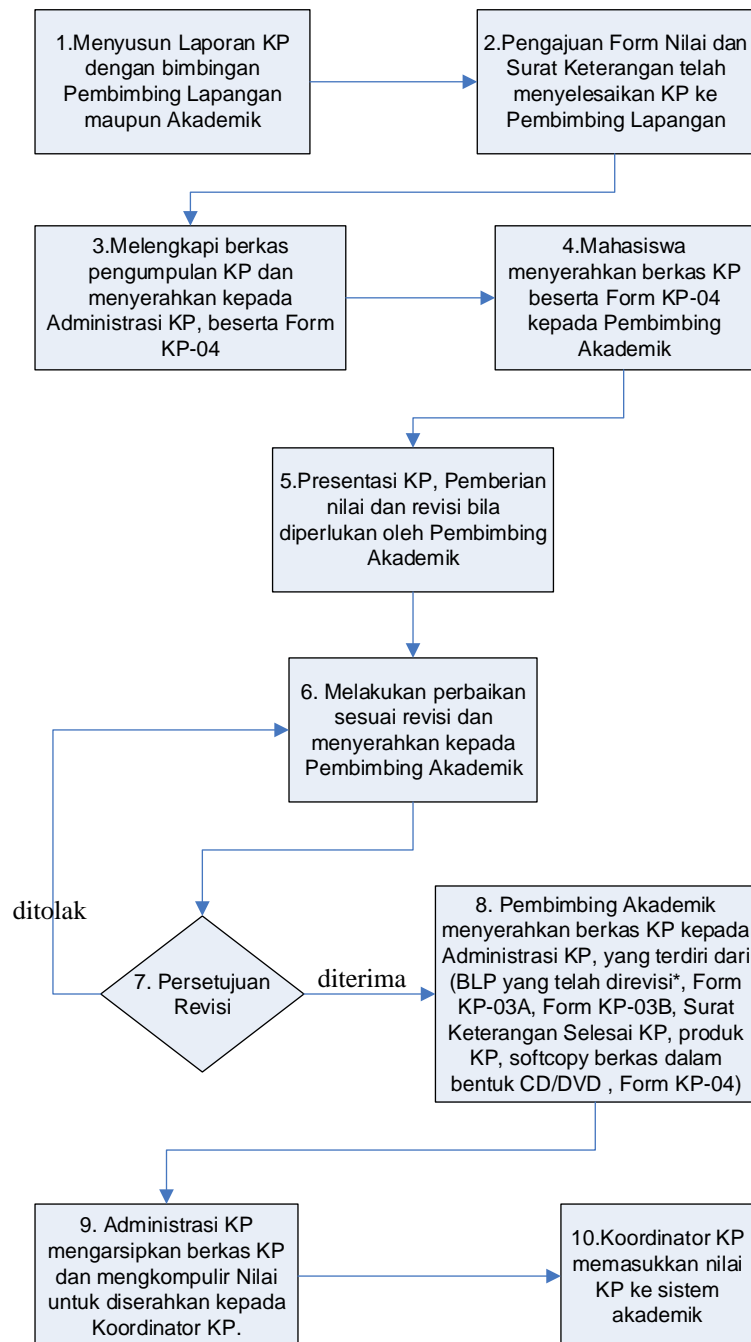 1.Menyusun Laporan KP
dengan bimbingan
Pembimbing Lapangan
maupun Akademik
2.Pengajuan Form Nilai dan
Surat Keterangan telah
menyelesaikan KP ke
Pembimbing Lapangan
3.Melengkapi berkas
pengumpulan KP dan
menyerahkan kepada
Administrasi KP, beserta Form
KP-04
4.Mahasiswa
menyerahkan berkas KP
beserta Form KP-04
kepada Pembimbing
Akademik
5.Presentasi KP, Pemberian
nilai dan revisi bila
diperlukan oleh Pembimbing
Akademik
6. Melakukan perbaikan
sesuai revisi dan
menyerahkan kepada
Pembimbing Akademik
ditolak
7. Persetujuan
Revisi
diterima
8. Pembimbing Akademik
menyerahkan berkas KP kepada
Administrasi KP, yang terdiri dari
(BLP yang telah direvisi*, Form
KP-03A, Form KP-03B, Surat
Keterangan Selesai KP, produk
KP, softcopy berkas dalam
bentuk CD/DVD , Form KP-04)
9. Administrasi KP
mengarsipkan berkas KP
dan mengkompulir Nilai
untuk diserahkan kepada
Koordinator KP.
10.Koordinator KP
memasukkan nilai
KP ke sistem
akademik